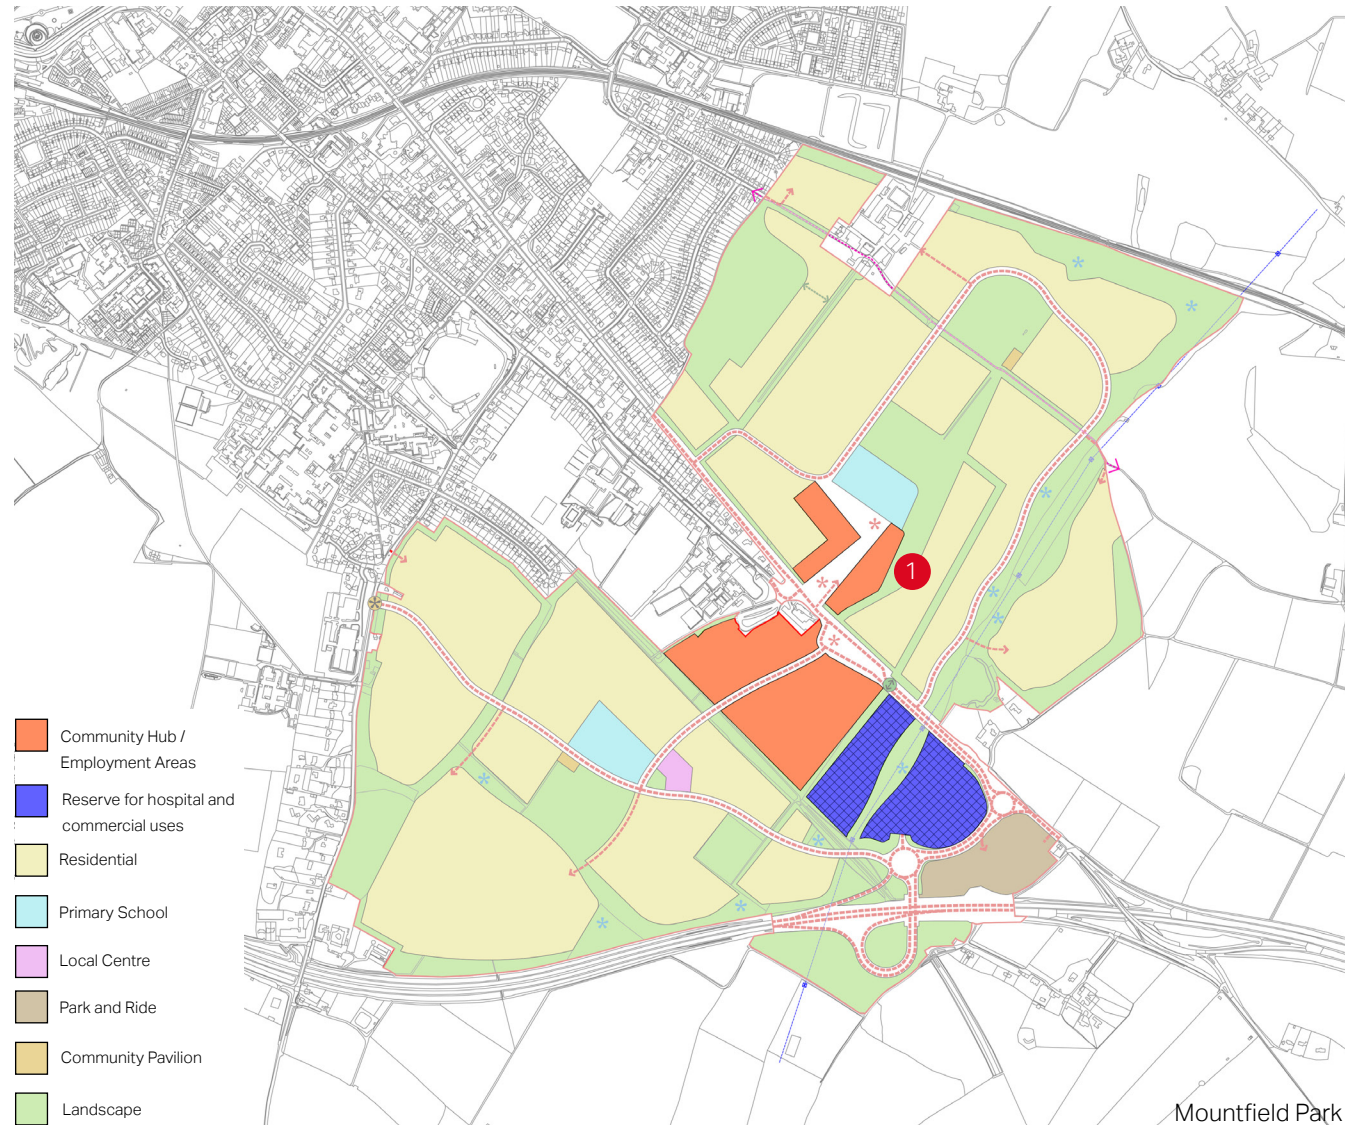 1
Community Hub /
Employment Areas
Reserve for hospital and
commercial uses
Residential
Primary School
Local Centre
Park and Ride
Community Pavilion
Landscape
Mountfield Park